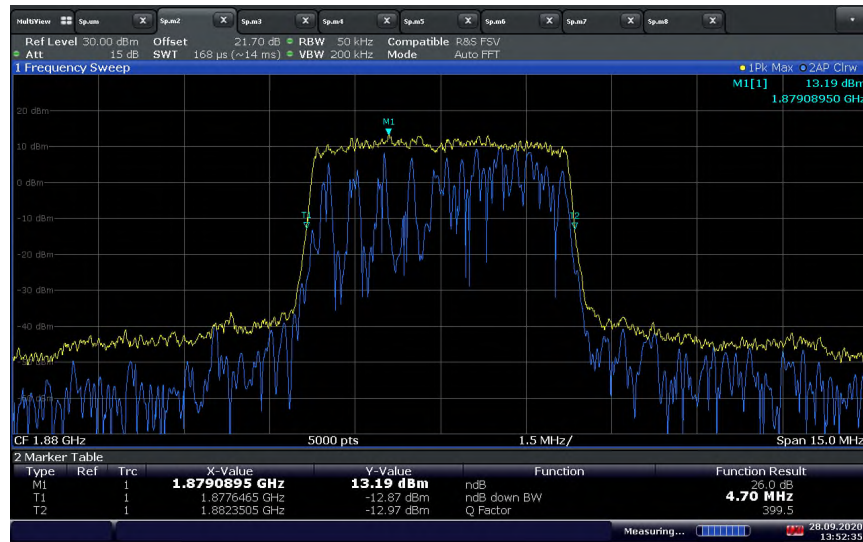 MultiView Sp.um X Sp.m2 X Sp.m3 X Sp.m4 X Sp.m5 X Sp.m6 X Sp.m7 X Sp.m8 X
Ref Level 30.00 dBm Offset 21.70 dB RBW 50 kHz Compatible R&S FSV
Att 15 dB SWT 168 µs (~14 ms) VBW 200 kHz Mode Auto FFT
1 Frequency Sweep 1Pk Max 2AP Clrw
M1[1] 13.19 dBm
1.87908950 GHz
20 dBm
M1
10 dBm
0 dBm
-10 dBm
T1 T2
-20 dBm
-30 dBm
-40 dBm
CF 1.88 GHz 5000 pts 1.5 MHz/ Span 15.0 MHz
2 Marker Table
Type Ref Trc X-Value Y-Value Function Function Result
M1 1 1.8790895 GHz 13.19 dBm ndB 26.0 dB
T1 1 1.8776465 GHz -12.87 dBm ndB down BW 4.70 MHz
T2 1 1.8823505 GHz -12.97 dBm Q Factor 399.5
Measuring... 28.09.2020
13:52:35